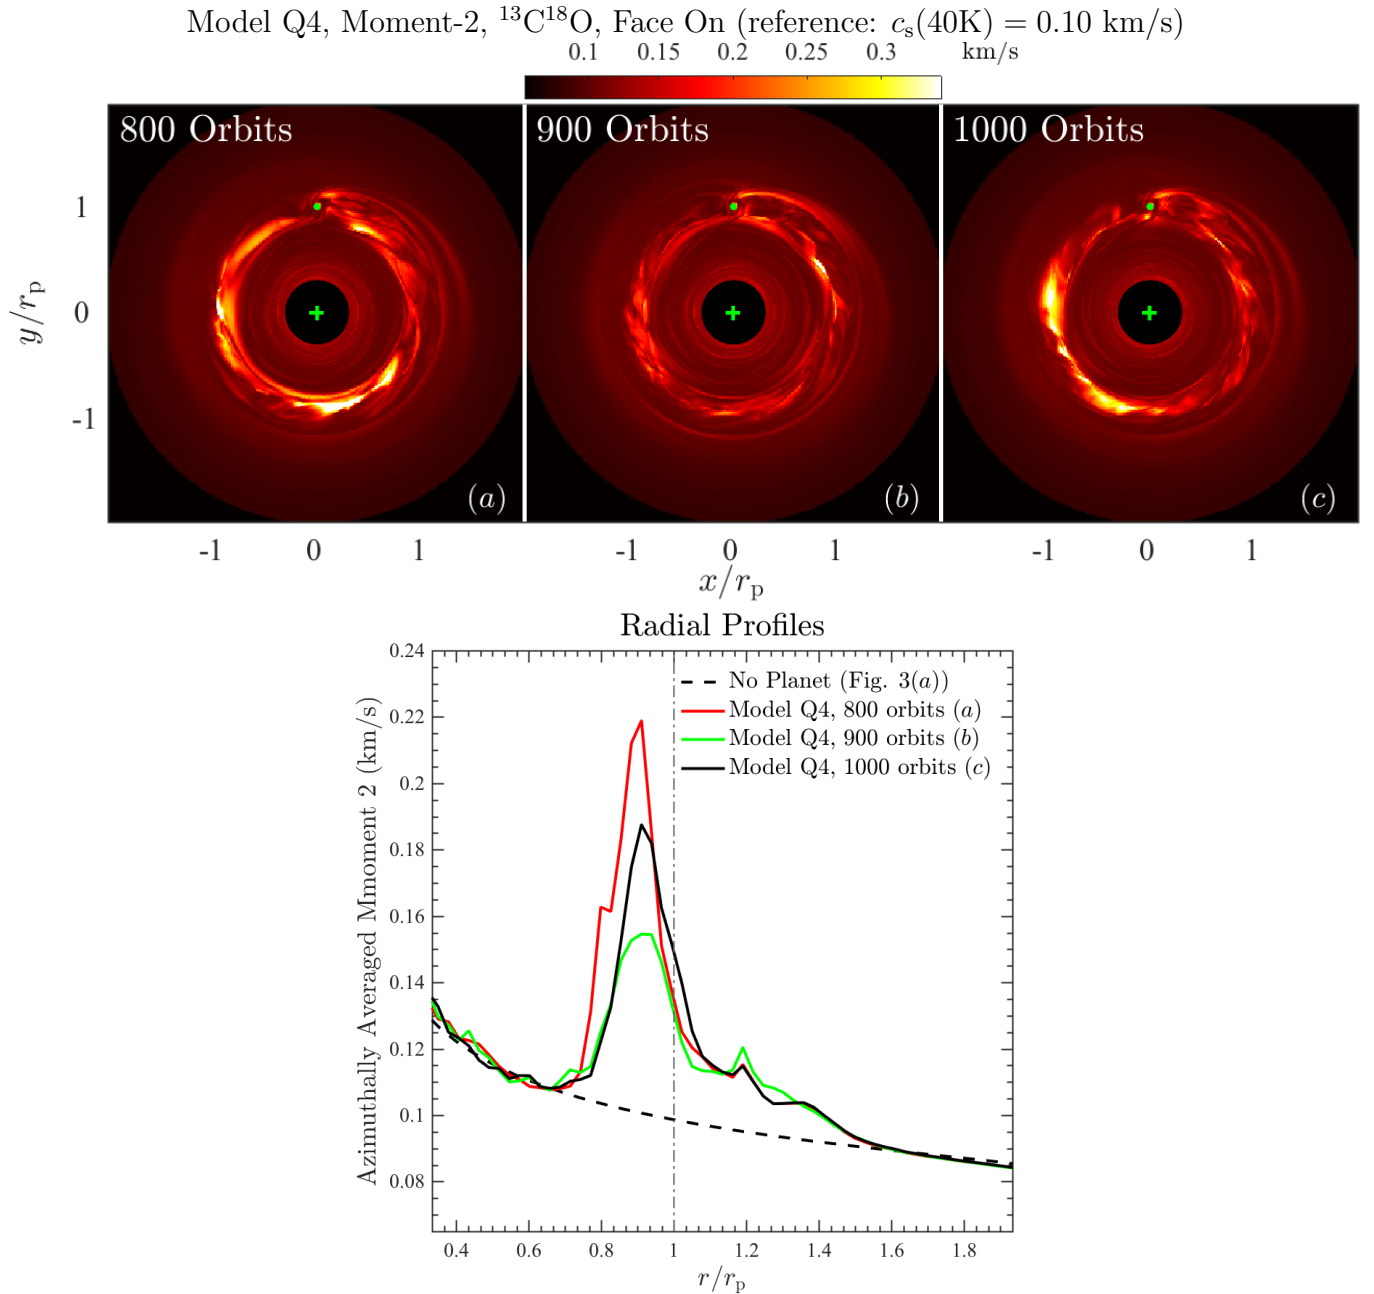 Model Q4, Moment-2, ¹³C¹⁸O, Face On (reference: cₛ(40K) = 0.10 km/s)
0.1 0.15 0.2 0.25 0.3 km/s
800 Orbits 900 Orbits 1000 Orbits
1
0
-1
y/rₚ
(a) (b) (c)
-1 0 1 -1 0 1 -1 0 1
x/rₚ
Radial Profiles
0.24
0.22
0.2
0.18
0.16
0.14
0.12
0.1
0.08
Azimuthally Averaged Mmoment 2 (km/s)
No Planet (Fig. 3(a))
Model Q4, 800 orbits (a)
Model Q4, 900 orbits (b)
Model Q4, 1000 orbits (c)
0.4 0.6 0.8 1 1.2 1.4 1.6 1.8
r/rₚ